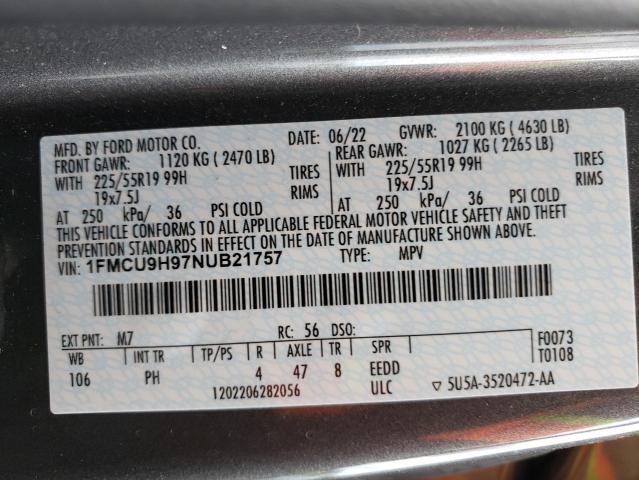 MFD. BY FORD MOTOR CO. DATE: 06/22 GVWR: 2100 KG ( 4630 LB)
FRONT GAWR: 1120 KG ( 2470 LB) REAR GAWR: 1027 KG ( 2265 LB)
WITH 225/55R19 99H TIRES WITH 225/55R19 99H TIRES
19x7.5J RIMS 19x7.5J RIMS
AT 250 kPa/ 36 PSI COLD AT 250 kPa/ 36 PSI COLD
THIS VEHICLE CONFORMS TO ALL APPLICABLE FEDERAL MOTOR VEHICLE SAFETY AND THEFT
PREVENTION STANDARDS IN EFFECT ON THE DATE OF MANUFACTURE SHOWN ABOVE.
VIN: 1FMCU9H97NUB21757 TYPE: MPV
EXT PNT: M7 RC: 56 DSO: F0073
WB INT TR TP/PS R AXLE TR SPR T0108
106 PH 4 47 8 EEDD
1202206282056 ULC ▽ 5U5A-3520472-AA